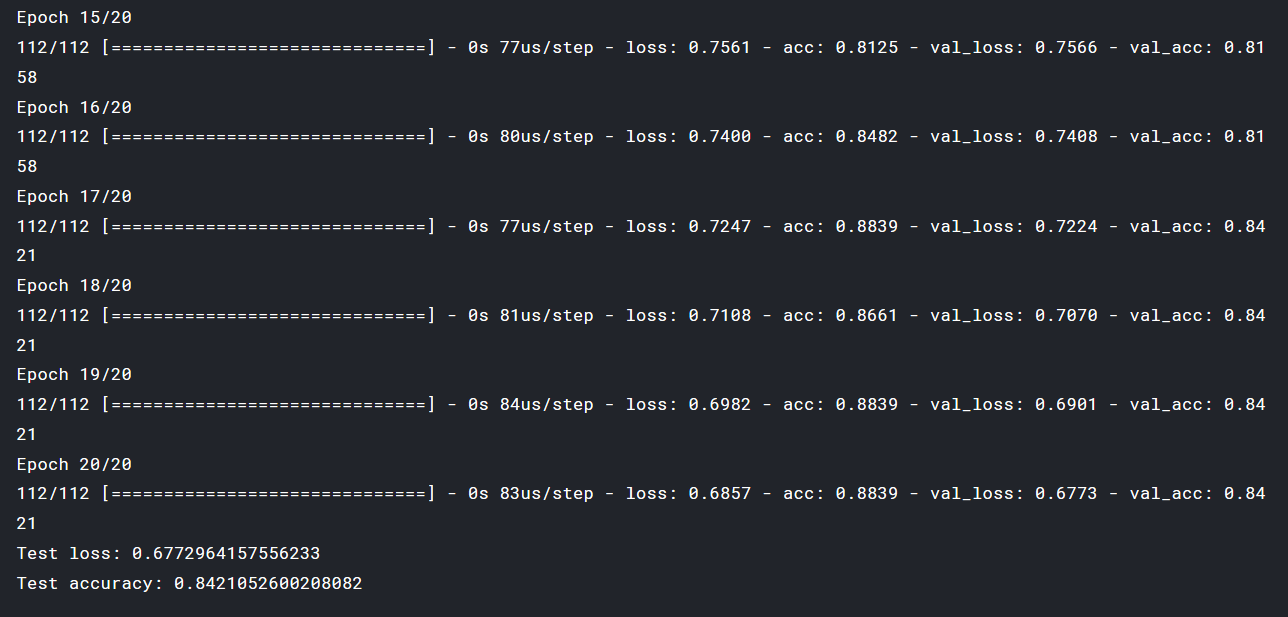 Epoch 15/20
112/112 [==============================] - 0s 77us/step - loss: 0.7561 - acc: 0.8125 - val_loss: 0.7566 - val_acc: 0.81
58
Epoch 16/20
112/112 [==============================] - 0s 80us/step - loss: 0.7400 - acc: 0.8482 - val_loss: 0.7408 - val_acc: 0.81
58
Epoch 17/20
112/112 [==============================] - 0s 77us/step - loss: 0.7247 - acc: 0.8839 - val_loss: 0.7224 - val_acc: 0.84
21
Epoch 18/20
112/112 [==============================] - 0s 81us/step - loss: 0.7108 - acc: 0.8661 - val_loss: 0.7070 - val_acc: 0.84
21
Epoch 19/20
112/112 [==============================] - 0s 84us/step - loss: 0.6982 - acc: 0.8839 - val_loss: 0.6901 - val_acc: 0.84
21
Epoch 20/20
112/112 [==============================] - 0s 83us/step - loss: 0.6857 - acc: 0.8839 - val_loss: 0.6773 - val_acc: 0.84
21
Test loss: 0.6772964157556233
Test accuracy: 0.8421052600208082